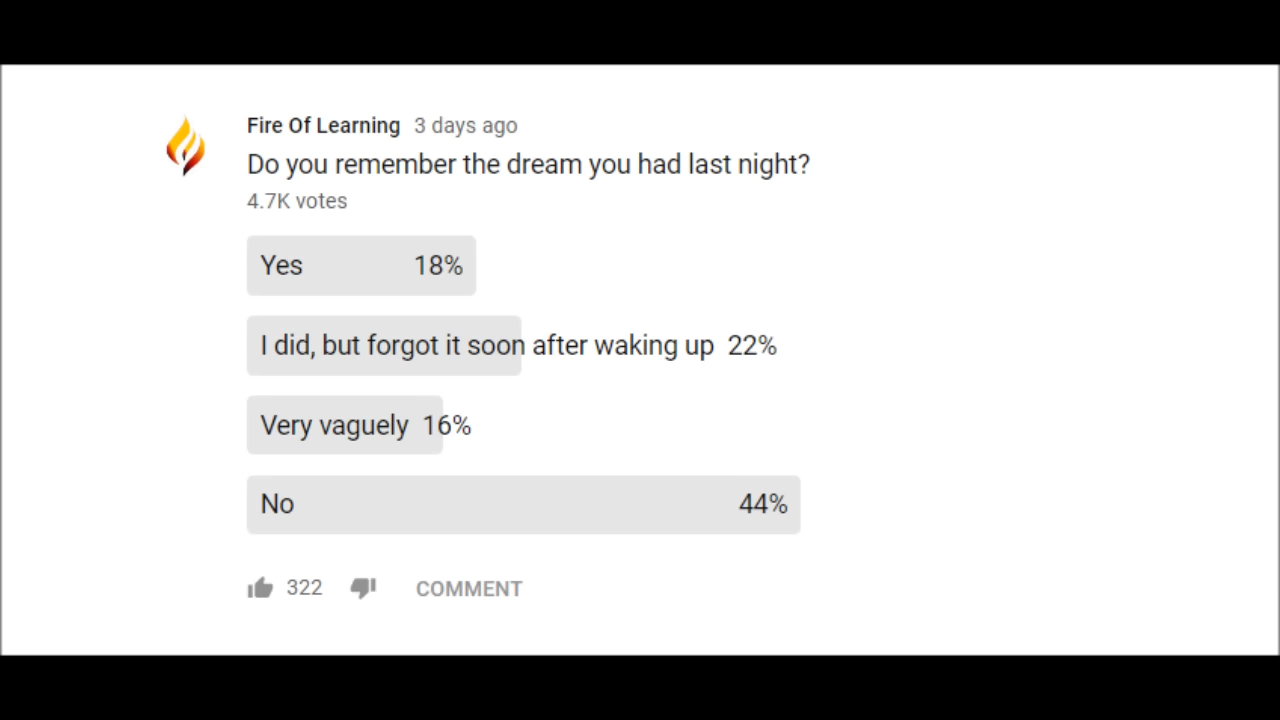 Fire Of Learning 3 days ago
Do you remember the dream you had last night?
4.7K votes
Yes 18%
I did, but forgot it soon after waking up 22%
Very vaguely 16%
No 44%
322 COMMENT